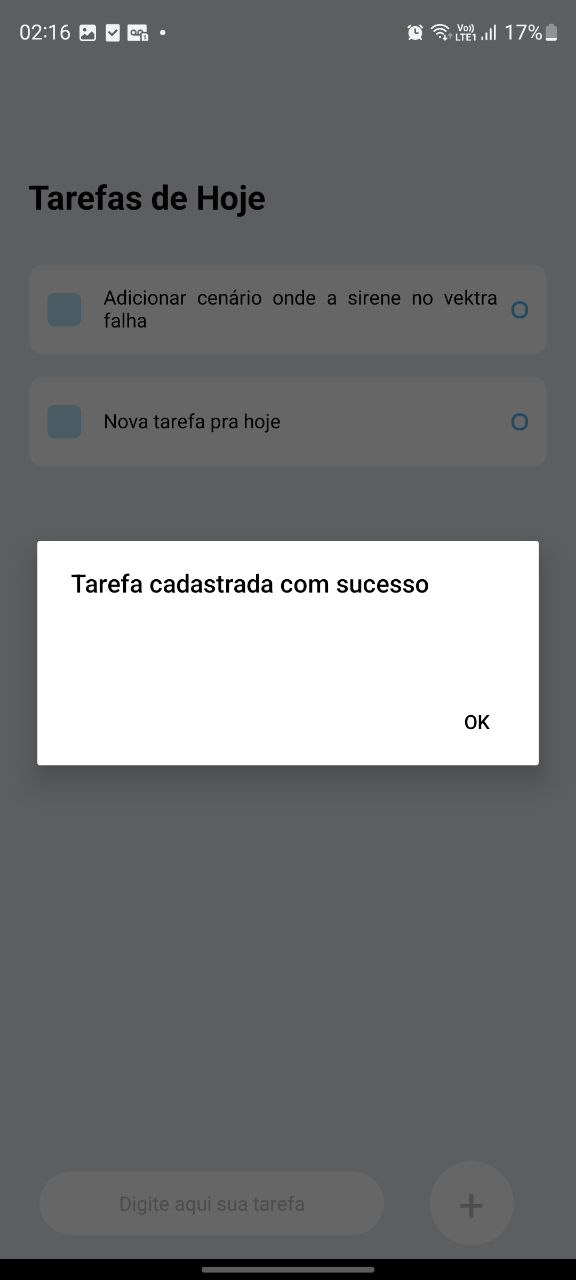 02:16
Vo))
LTE1
17%
Tarefas de Hoje
Adicionar cenário onde a sirene no vektra
falha
Nova tarefa pra hoje
Tarefa cadastrada com sucesso
OK
Digite aqui sua tarefa
+